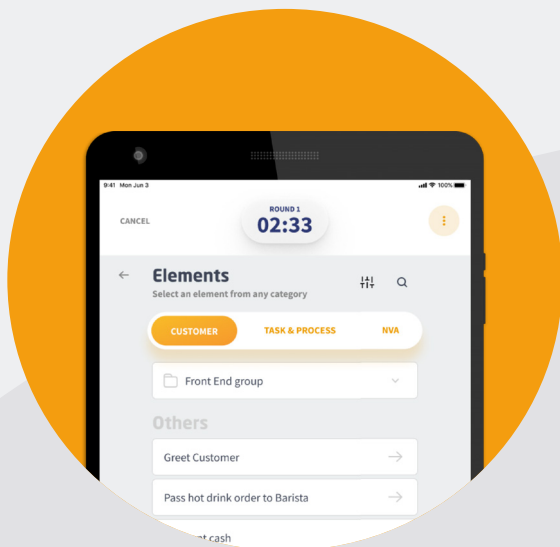 9:41 Mon Jun 3
100%
CANCEL
ROUND 1
02:33
Elements
Select an element from any category
CUSTOMER
TASK & PROCESS
NVA
Front End group
Others
Greet Customer
Pass hot drink order to Barista
cash